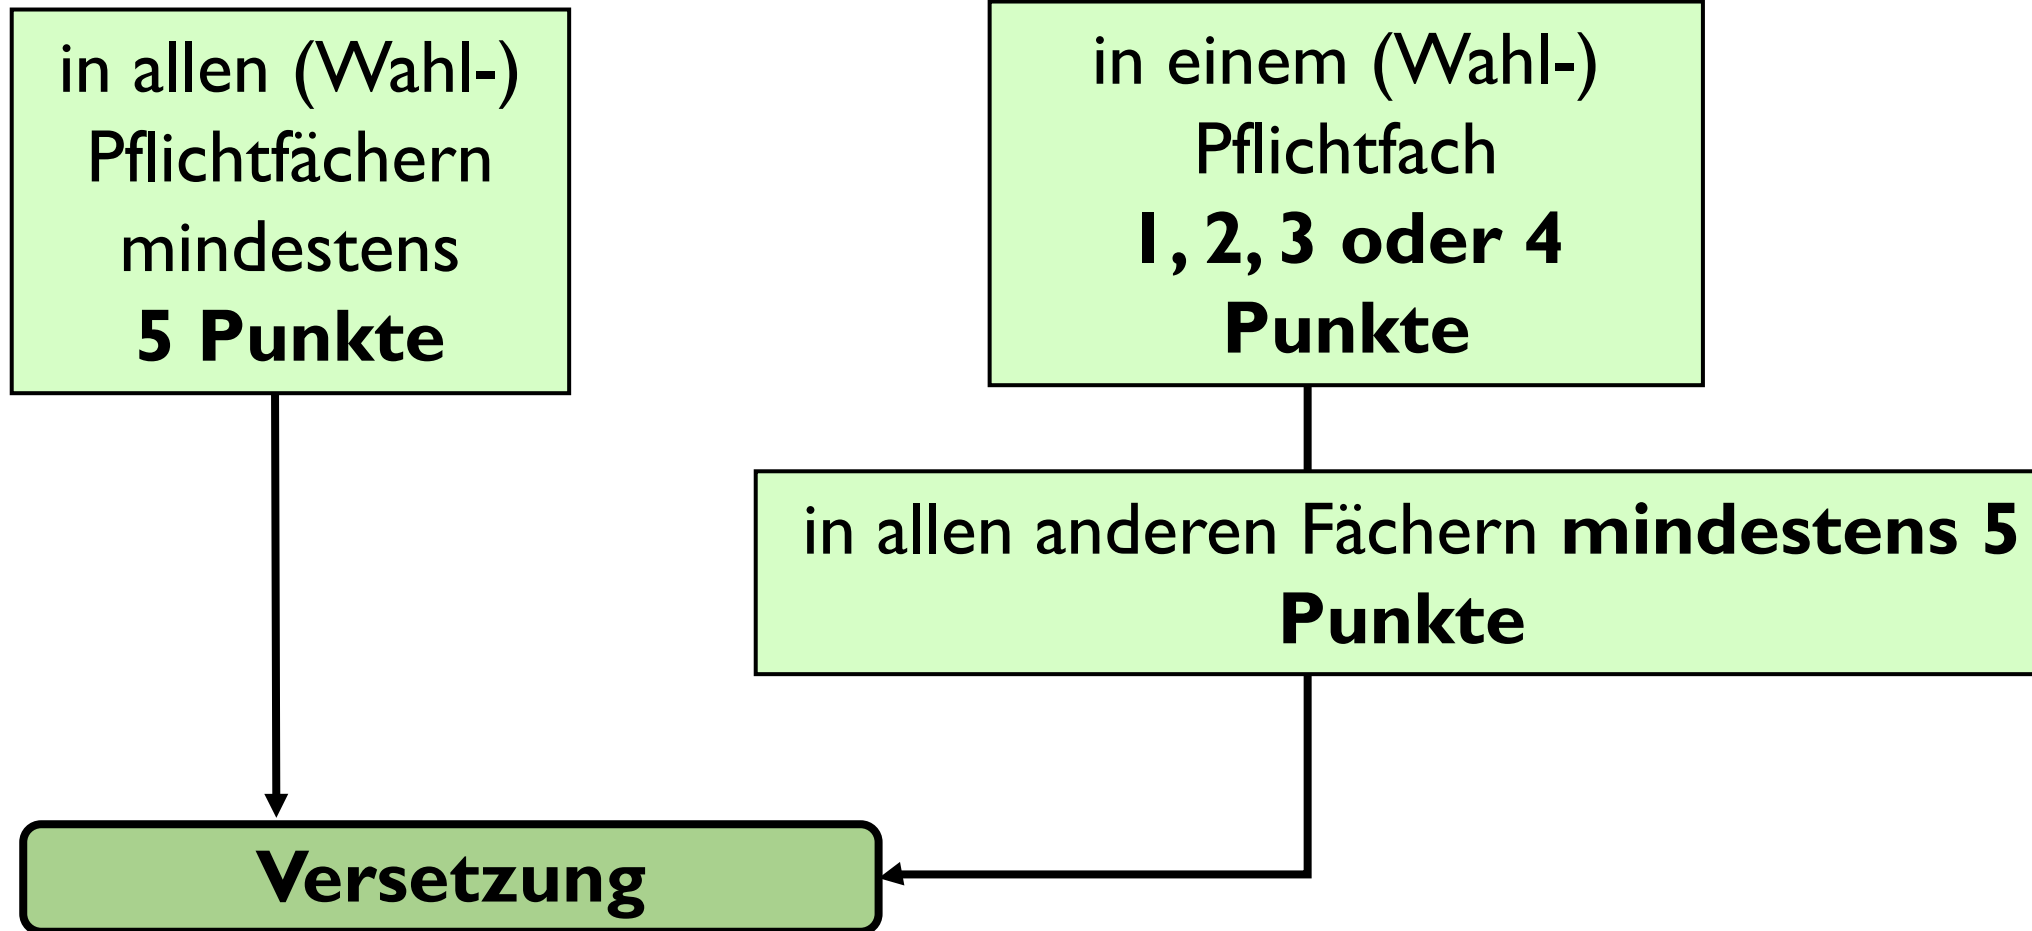 in allen (Wahl-)
Pflichtfächern
mindestens
5 Punkte
in einem (Wahl-)
Pflichtfach
1, 2, 3 oder 4
Punkte
in allen anderen Fächern mindestens 5
Punkte
Versetzung